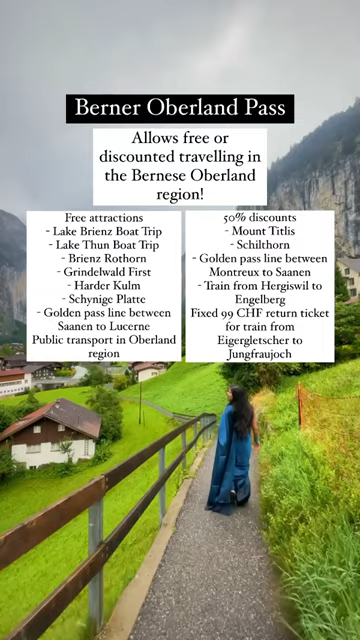 Berner Oberland Pass
Allows free or
discounted travelling in
the Bernese Oberland
region!
Free attractions
- Lake Brienz Boat Trip
- Lake Thun Boat Trip
- Brienz Rothorn
- Grindelwald First
- Harder Kulm
- Schynige Platte
- Golden pass line between
Saanen to Lucerne
Public transport in Oberland
region
50% discounts
- Mount Titlis
- Schilthorn
- Golden pass line between
Montreux to Saanen
- Train from Hergiswil to
Engelberg
Fixed 99 CHF return ticket
for train from
Eigergletscher to
Jungfraujoch